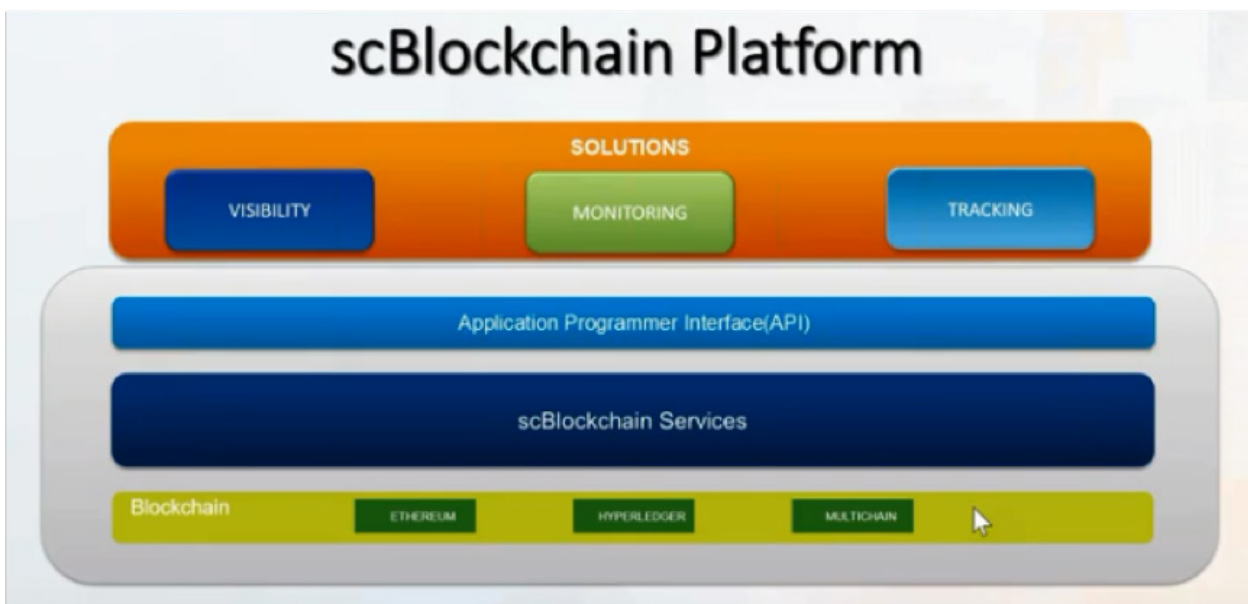 scBlockchain Platform
SOLUTIONS
VISIBILITY
MONITORING
TRACKING
Application Programmer Interface(API)
scBlockchain Services
Blockchain
ETHEREUM
HYPERLEDGER
MULTICHAIN